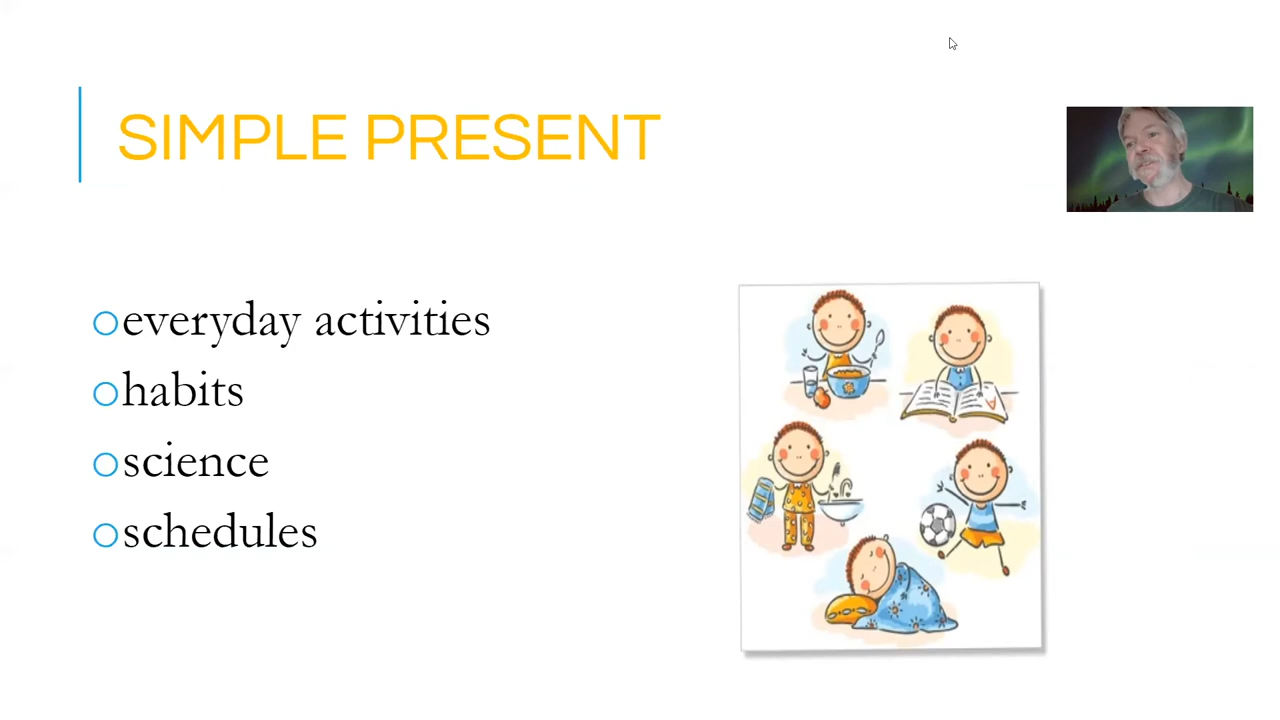 SIMPLE PRESENT
everyday activities
habits
science
schedules